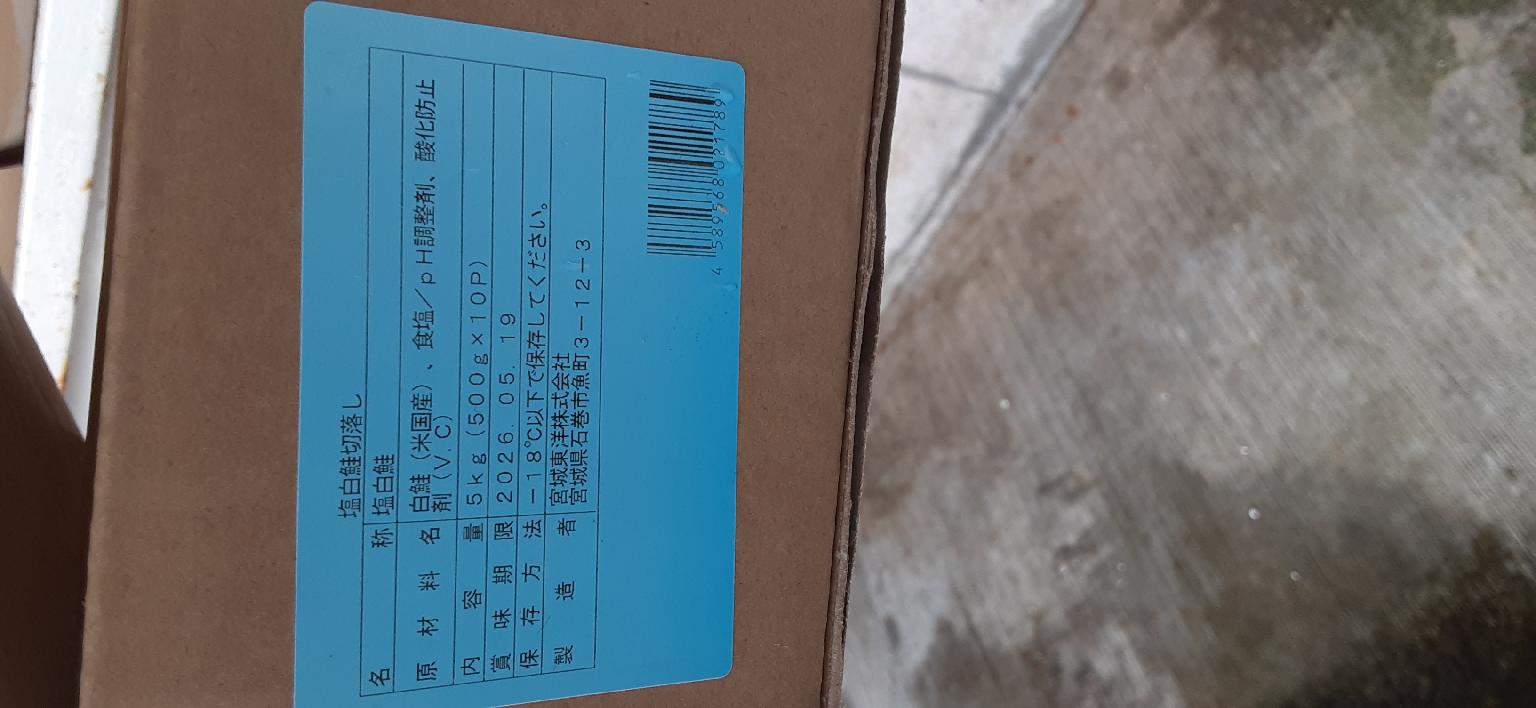 塩白鮭切落し
名称 塩白鮭
原材料名 白鮭（米国産）、食塩／ｐＨ調整剤、酸化防止
剤（Ｖ．Ｃ）
内容量 ５ｋｇ（５００ｇ×１０Ｐ）
賞味期限 ２０２６．０５．１９
保存方法 －１８℃以下で保存してください。
製造者 宮城東洋株式会社
宮城県石巻市魚町３－１２－３
4 589568 021789